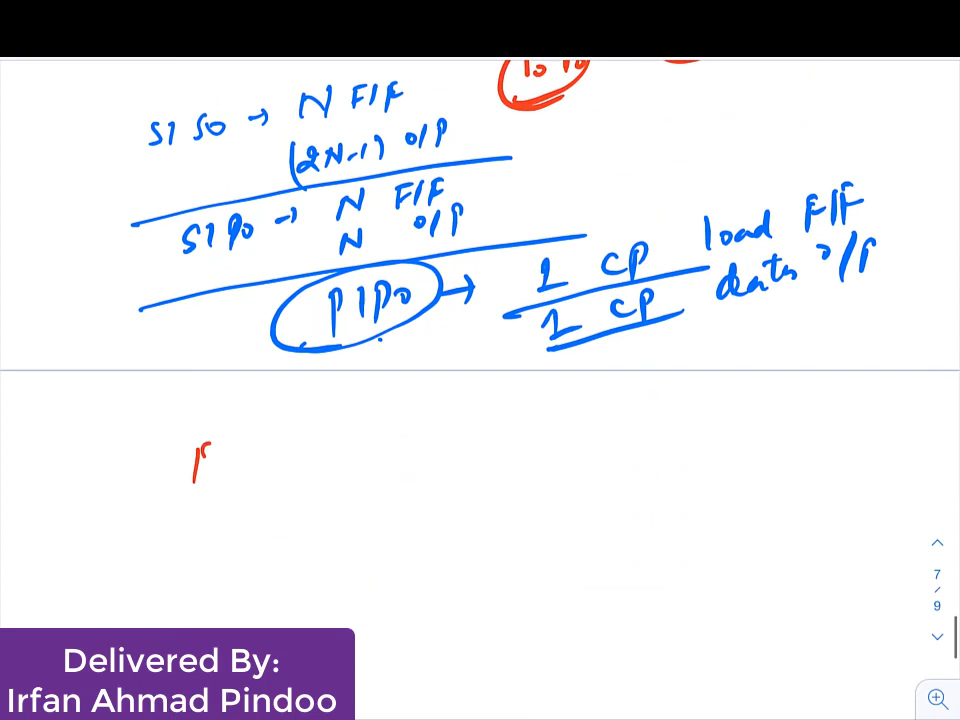 SISO → N F/F
(2N-1) O/P
SIPO → N F/F
N O/P
PIPO → 1 CP load F/F
1 CP data O/P
7
/
9
Delivered By:
Irfan Ahmad Pindoo